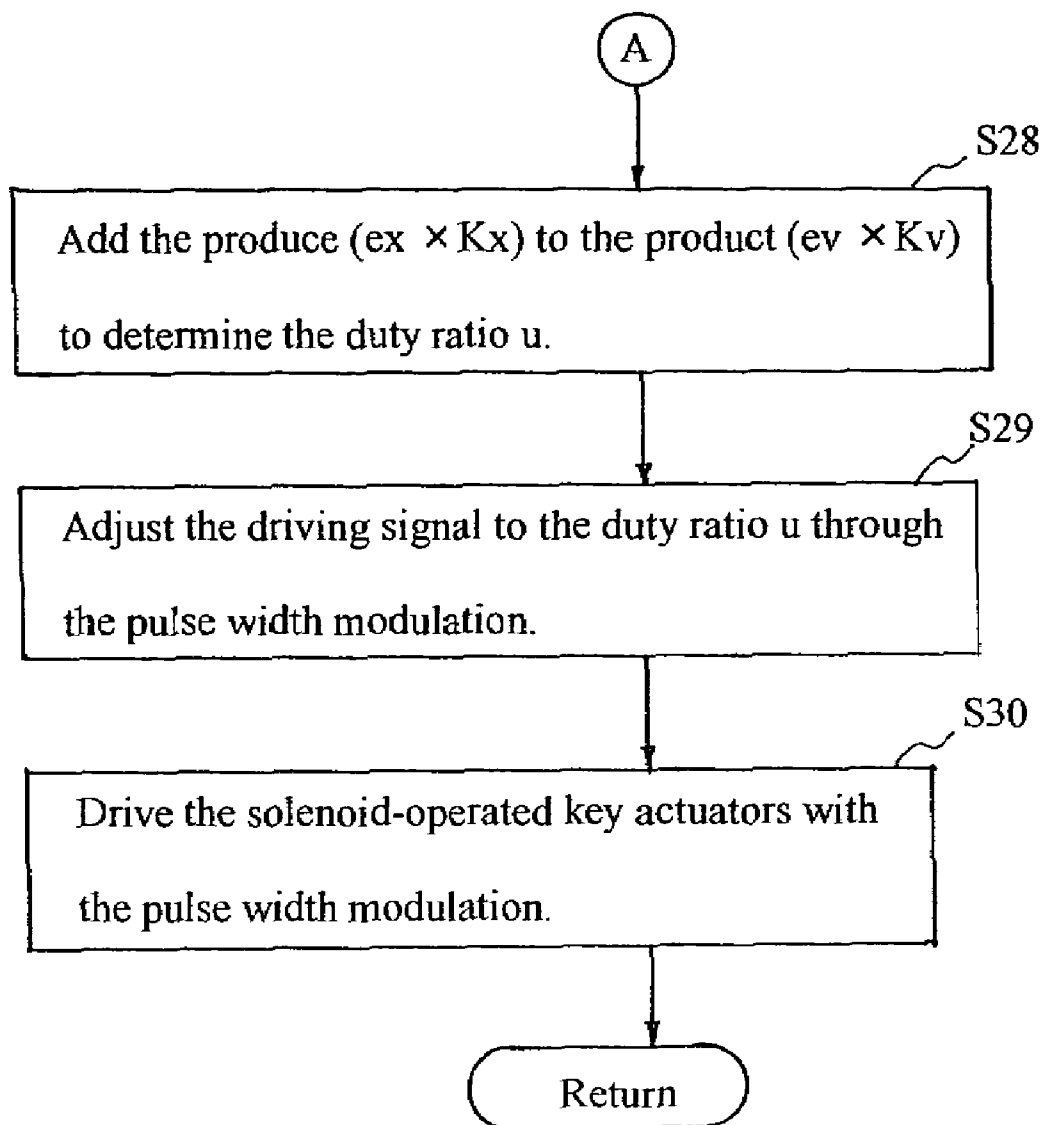 A
S28
Add the produce (ex × Kx) to the product (ev × Kv)
to determine the duty ratio u.
S29
Adjust the driving signal to the duty ratio u through
the pulse width modulation.
S30
Drive the solenoid-operated key actuators with
the pulse width modulation.
Return